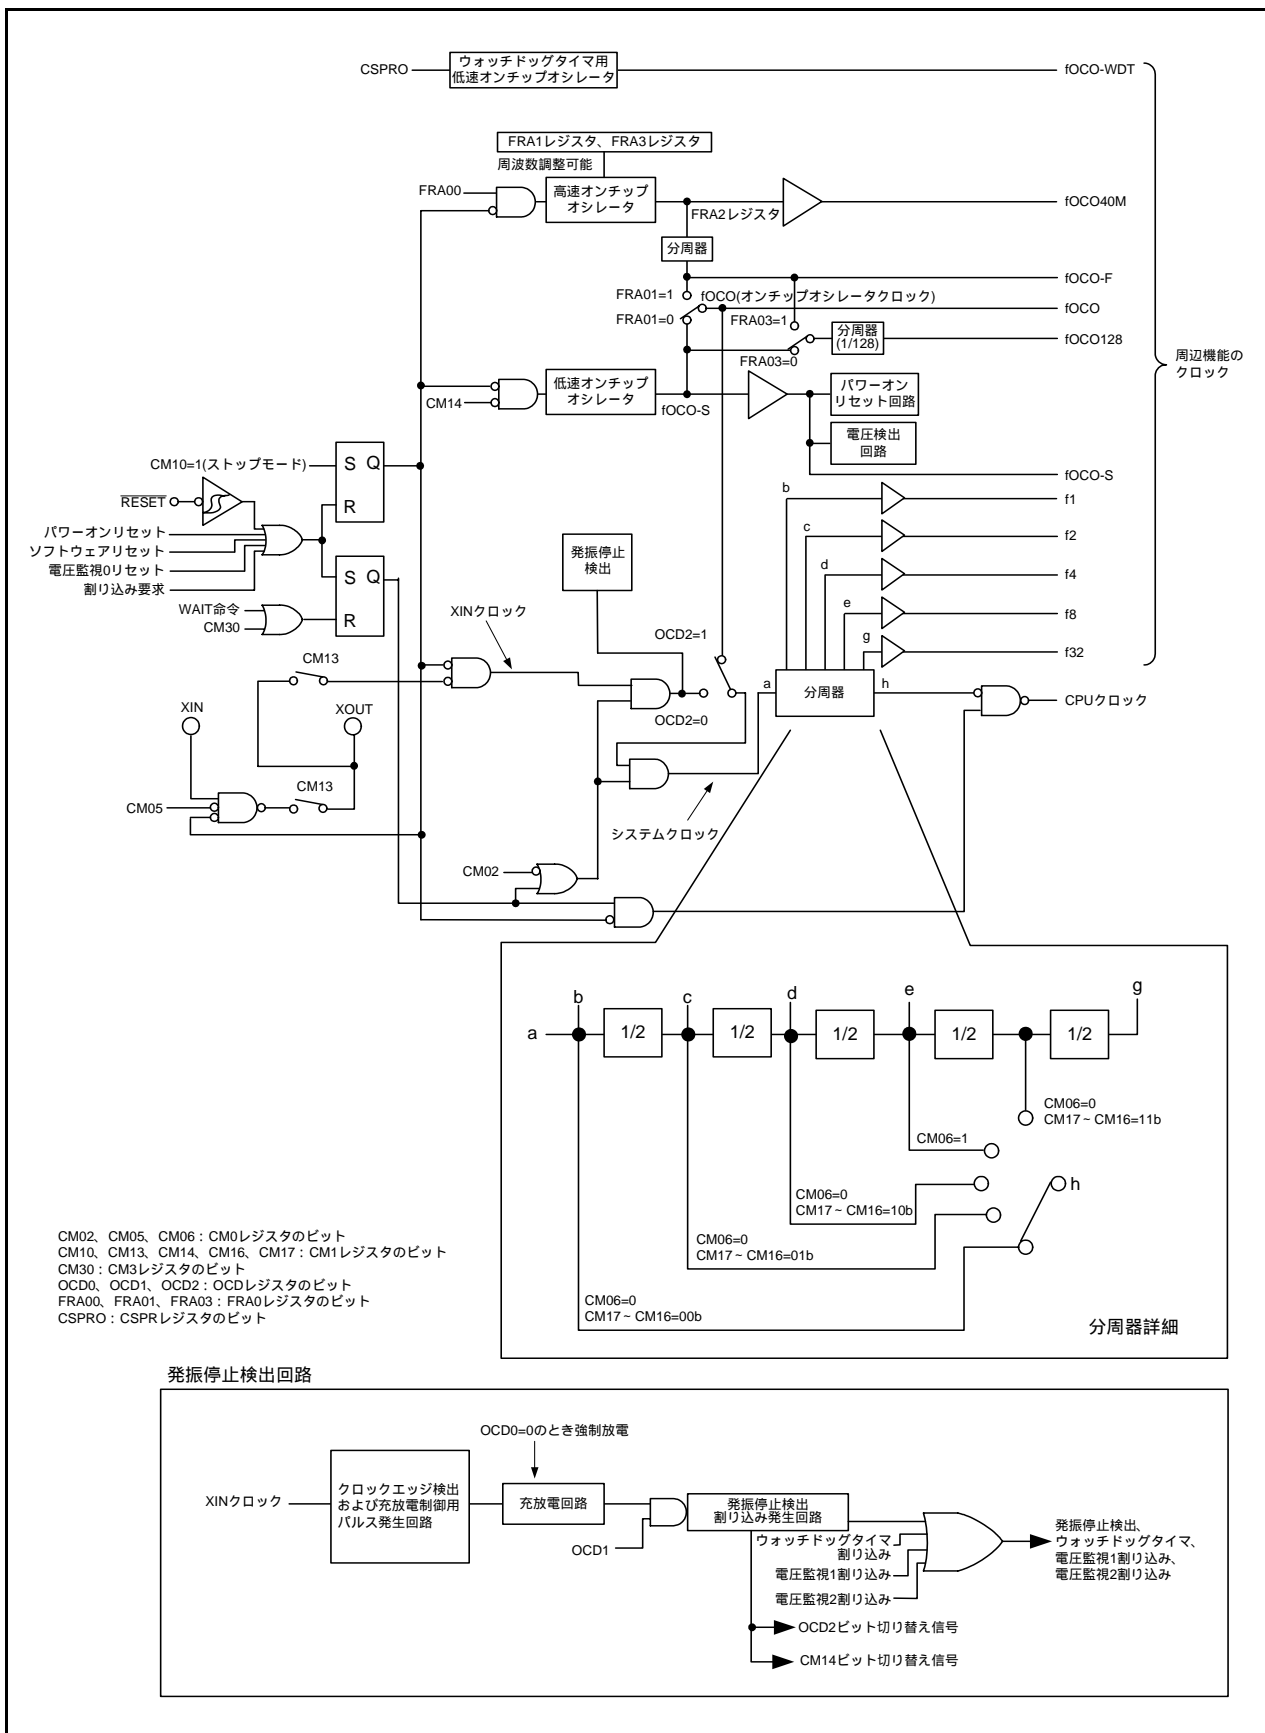 CSPRO
ウォッチドッグタイマ用
低速オンチップオシレータ
fOCO-WDT
FRA1レジスタ、FRA3レジスタ
周波数調整可能
FRA00
高速オンチップ
オシレータ
FRA2レジスタ
fOCO40M
分周器
fOCO-F
FRA01=1
fOCO(オンチップオシレータクロック)
fOCO
FRA01=0
FRA03=1
分周器
(1/128)
fOCO128
FRA03=0
周辺機能の
クロック
CM14
低速オンチップ
オシレータ
fOCO-S
パワーオン
リセット回路
電圧検出
回路
fOCO-S
CM10=1(ストップモード)
S Q
R
RESET
パワーオンリセット
ソフトウェアリセット
電圧監視0リセット
割り込み要求
S Q
R
WAIT命令
CM30
b
f1
c
f2
d
f4
e
f8
g
f32
発振停止
検出
XINクロック
OCD2=1
CM13
a
分周器
h
CPUクロック
OCD2=0
XIN
XOUT
CM13
CM05
システムクロック
CM02
b
c
d
e
g
a
1/2
1/2
1/2
1/2
1/2
CM06=0
CM17~CM16=11b
CM06=1
CM06=0
CM17~CM16=10b
h
CM06=0
CM17~CM16=01b
CM06=0
CM17~CM16=00b
分周器詳細
CM02、CM05、CM06:CM0レジスタのビット
CM10、CM13、CM14、CM16、CM17:CM1レジスタのビット
CM30:CM3レジスタのビット
OCD0、OCD1、OCD2:OCDレジスタのビット
FRA00、FRA01、FRA03:FRA0レジスタのビット
CSPRO:CSPRレジスタのビット
発振停止検出回路
OCD0=0のとき強制放電
XINクロック
クロックエッジ検出
および充放電制御用
パルス発生回路
充放電回路
OCD1
発振停止検出
割り込み発生回路
ウォッチドッグタイマ
割り込み
電圧監視1割り込み
電圧監視2割り込み
発振停止検出、
ウォッチドッグタイマ、
電圧監視1割り込み、
電圧監視2割り込み
OCD2ビット切り替え信号
CM14ビット切り替え信号